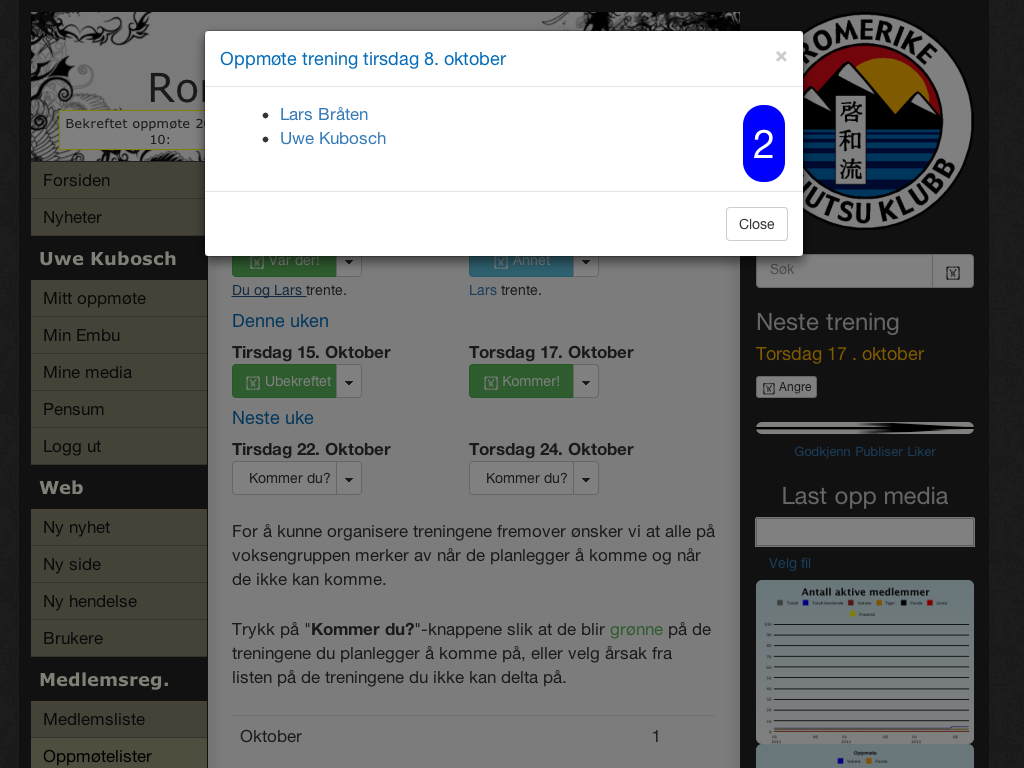 Oppmøte trening tirsdag 8. oktober
×
Lars Bråten
Uwe Kubosch
2
Close
Ror
Bekreftet oppmøte 2
10:
Forsiden
Nyheter
Uwe Kubosch
Mitt oppmøte
Min Embu
Mine media
Pensum
Logg ut
Web
Ny nyhet
Ny side
Ny hendelse
Brukere
Medlemsreg.
Medlemsliste
Oppmøtelister
Var der!
Annet
Du og Lars trente.
Lars trente.
Denne uken
Tirsdag 15. Oktober
Torsdag 17. oktober
Ubekreftet
Kommer!
Neste uke
Tirsdag 22. Oktober
Torsdag 24. Oktober
Kommer du?
Kommer du?
For å kunne organisere treningene fremover ønsker vi at alle på
voksengruppen merker av når de planlegger å komme og når
de ikke kan komme.
Trykk på "Kommer du?"-knappene slik at de blir grønne på de
treningene du planlegger å komme på, eller velg årsak fra
listen på de treningene du ikke kan delta på.
Oktober 1
ROMERIKE
啓和流
JUTSU KLUBB
Søk
Neste trening
Torsdag 17 . oktober
Angre
Godkjenn Publiser Liker
Last opp media
Velg fil
Antall aktive medlemmer
Oppmøte